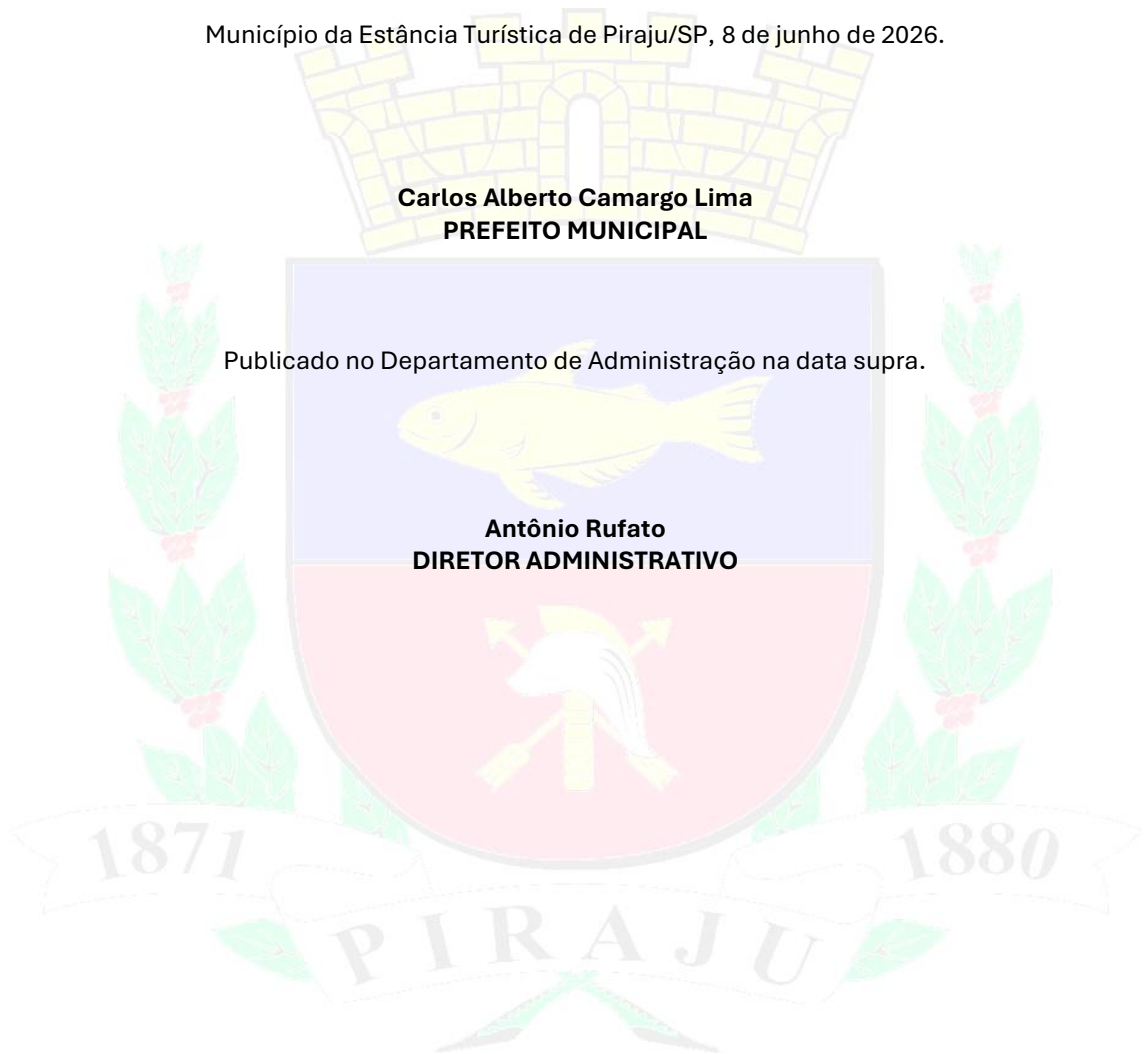 Município da Estância Turística de Piraju/SP, 8 de junho de 2026.
Carlos Alberto Camargo Lima
PREFEITO MUNICIPAL
Publicado no Departamento de Administração na data supra.
Antônio Rufato
DIRETOR ADMINISTRATIVO
1871
1880
PIRAJU